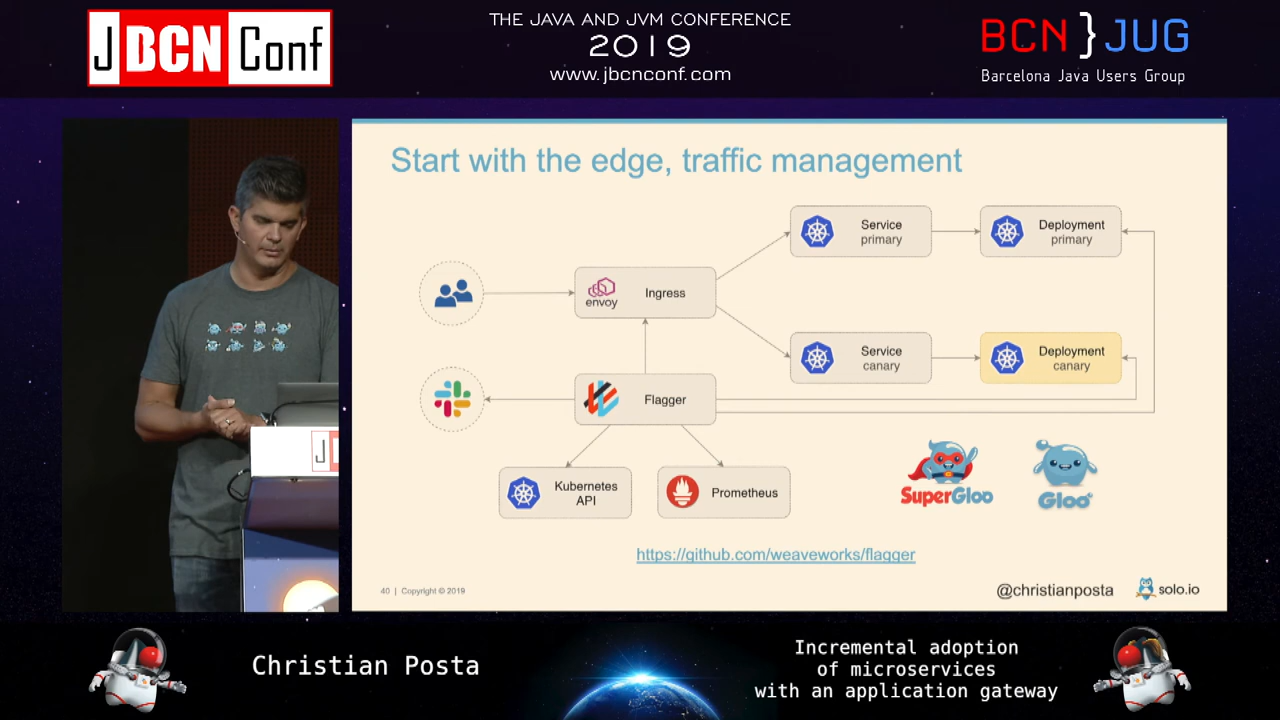 JBCNConf
THE JAVA AND JVM CONFERENCE
2019
www.jbcnconf.com
BCN}JUG
Barcelona Java Users Group
Start with the edge, traffic management
Service
primary
Deployment
primary
envoy
Ingress
Service
canary
Deployment
canary
Flagger
Kubernetes
API
Prometheus
SuperGloo
Gloo
https://github.com/weaveworks/flagger
40 | Copyright © 2019
@christianposta
solo.io
J
Christian Posta
Incremental adoption
of microservices
with an application gateway